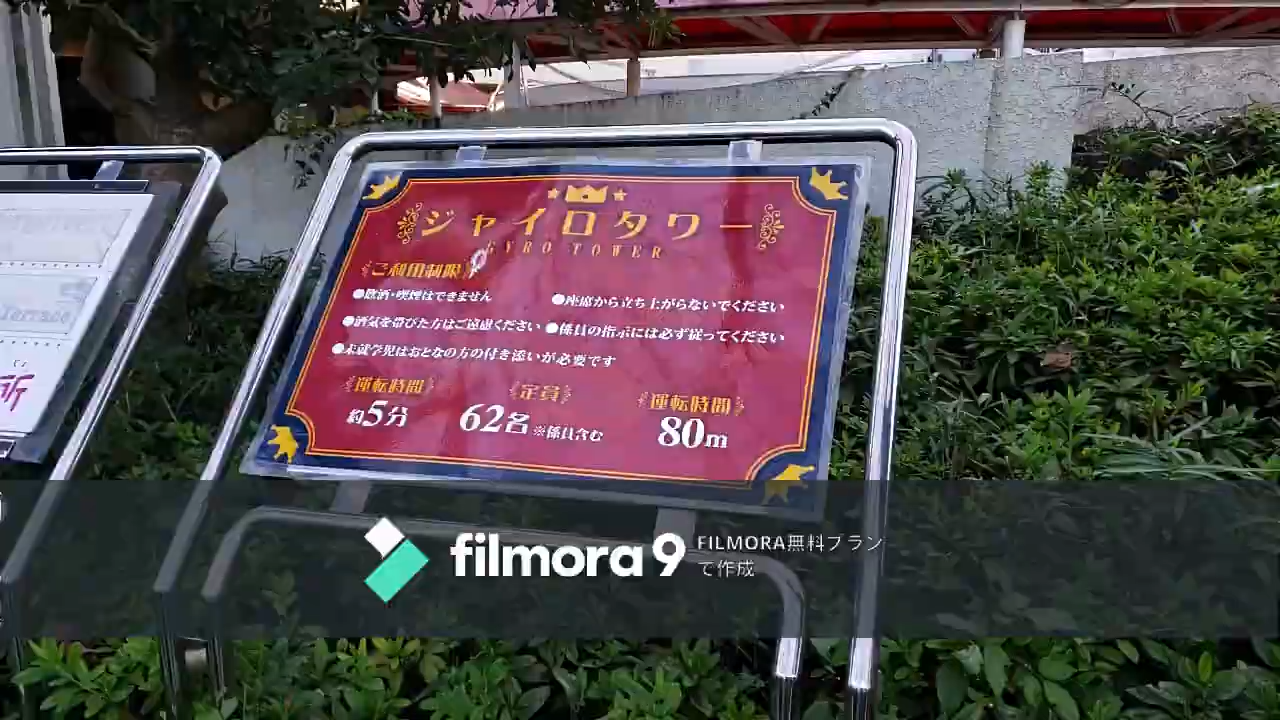 ジャイロタワー
GYRO TOWER
ご利用制限
●飲酒・喫煙はできません
●座席から立ち上がらないでください
●酒気を帯びた方はご遠慮ください
●係員の指示には必ず従ってください
●未就学児はおとなの方の付き添いが必要です
運転時間
定員
運転時間
約5分
62名 ※係員含む
80m
所
filmora9
FILMORA無料プラン
で作成